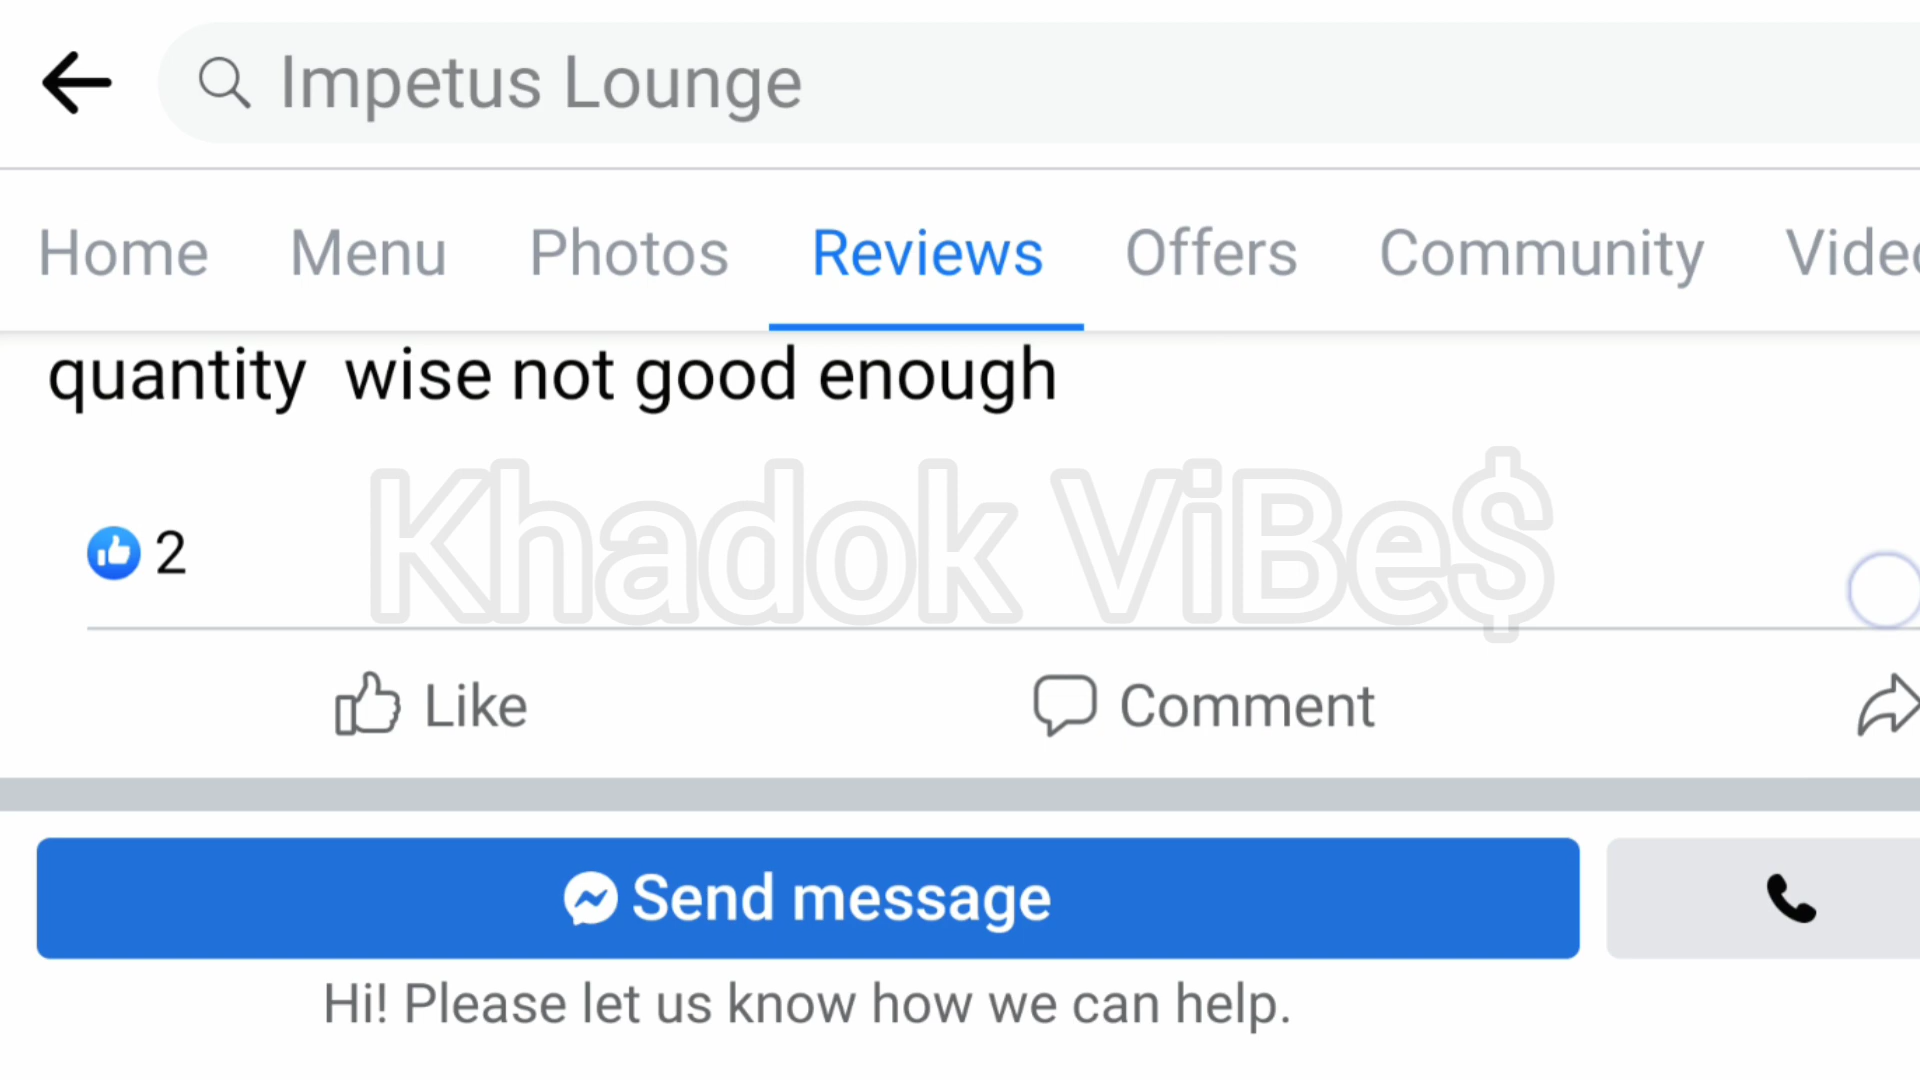 Impetus Lounge
Home Menu Photos Reviews Offers Community
quantity  wise not good enough
Khadok ViBe$
2
Like Comment
Send message
Hi! Please let us know how we can help.